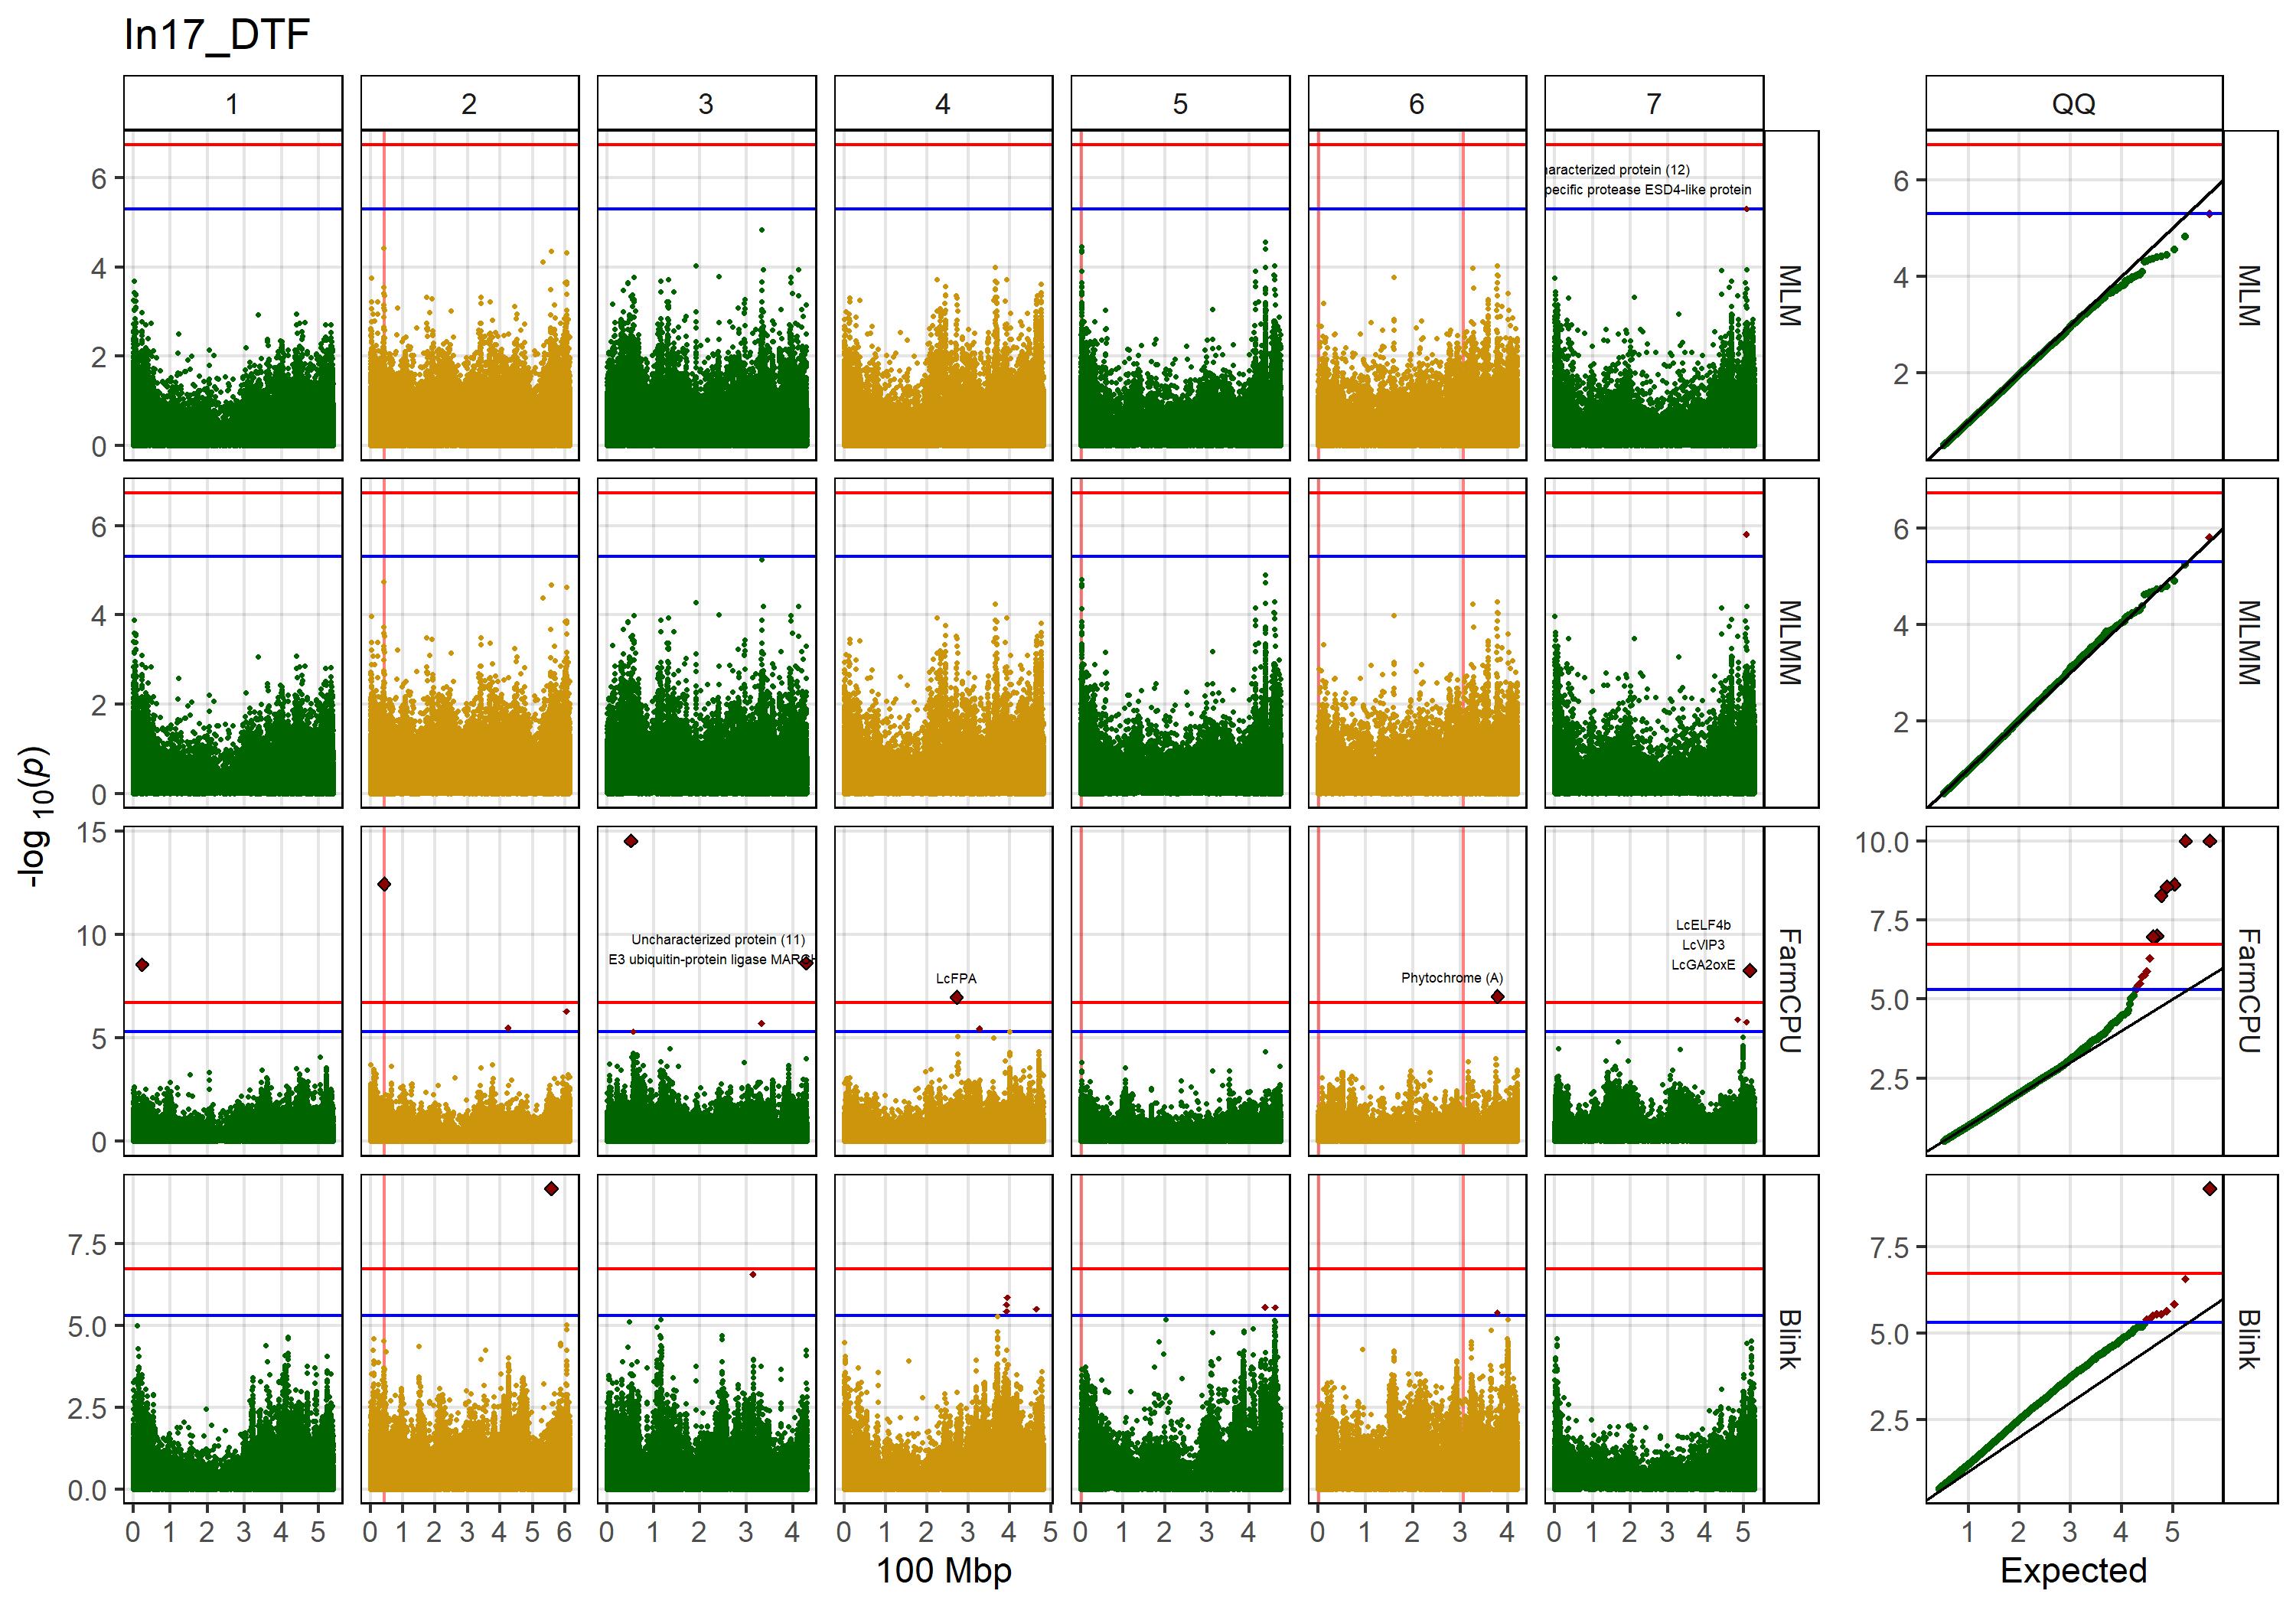 In17_DTF
1 2 3 4 5 6 7 QQ
6
4
2
0
haracterized protein (12)
pecific protease ESD4-like protein
MLM
6
4
2
MLM
6
4
2
0
MLMM
6
4
2
MLMM
-log 10(p)
15
10
5
0
Uncharacterized protein (11)
E3 ubiquitin-protein ligase MARCH
LcFPA
Phytochrome (A)
LcELF4b
LcVIP3
LcGA2oxE
FarmCPU
10.0
7.5
5.0
2.5
FarmCPU
7.5
5.0
2.5
0.0
Blink
7.5
5.0
2.5
Blink
0 1 2 3 4 5 0 1 2 3 4 5 6 0 1 2 3 4 0 1 2 3 4 5 0 1 2 3 4 0 1 2 3 4 0 1 2 3 4 5 1 2 3 4 5
100 Mbp Expected